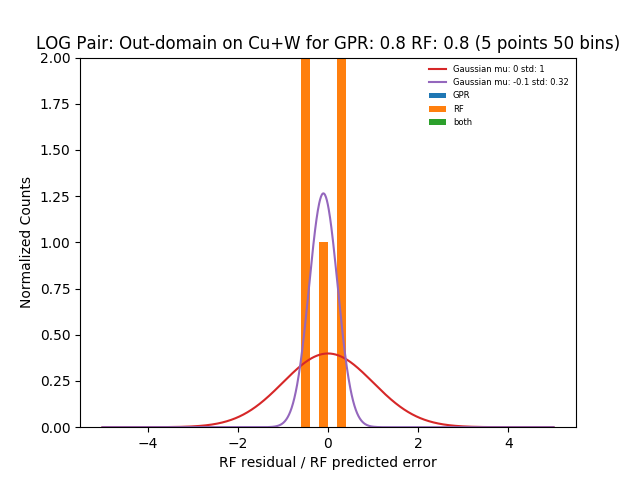 LOG Pair: Out-domain on Cu+W for GPR: 0.8 RF: 0.8 (5 points 50 bins)
2.00
1.75
1.50
1.25
1.00
0.75
0.50
0.25
0.00
Normalized Counts
Gaussian mu: 0 std: 1
Gaussian mu: -0.1 std: 0.32
GPR
RF
both
−4 −2 0 2 4
RF residual / RF predicted error